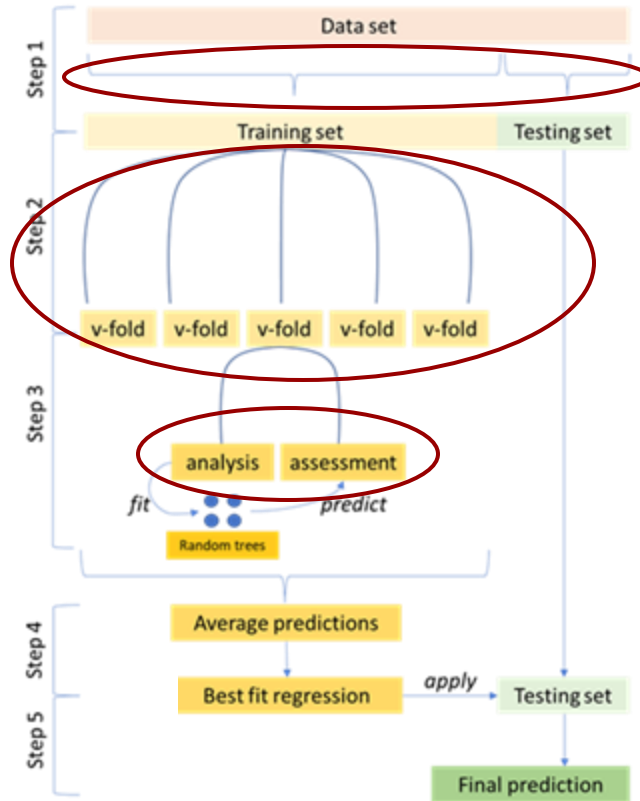 Step 1
Data set
Training set
Testing set
Step 2
v-fold
v-fold
v-fold
v-fold
v-fold
Step 3
analysis
assessment
fit
predict
Random trees
Step 4
Average predictions
Best fit regression
apply
Testing set
Step 5
Final prediction